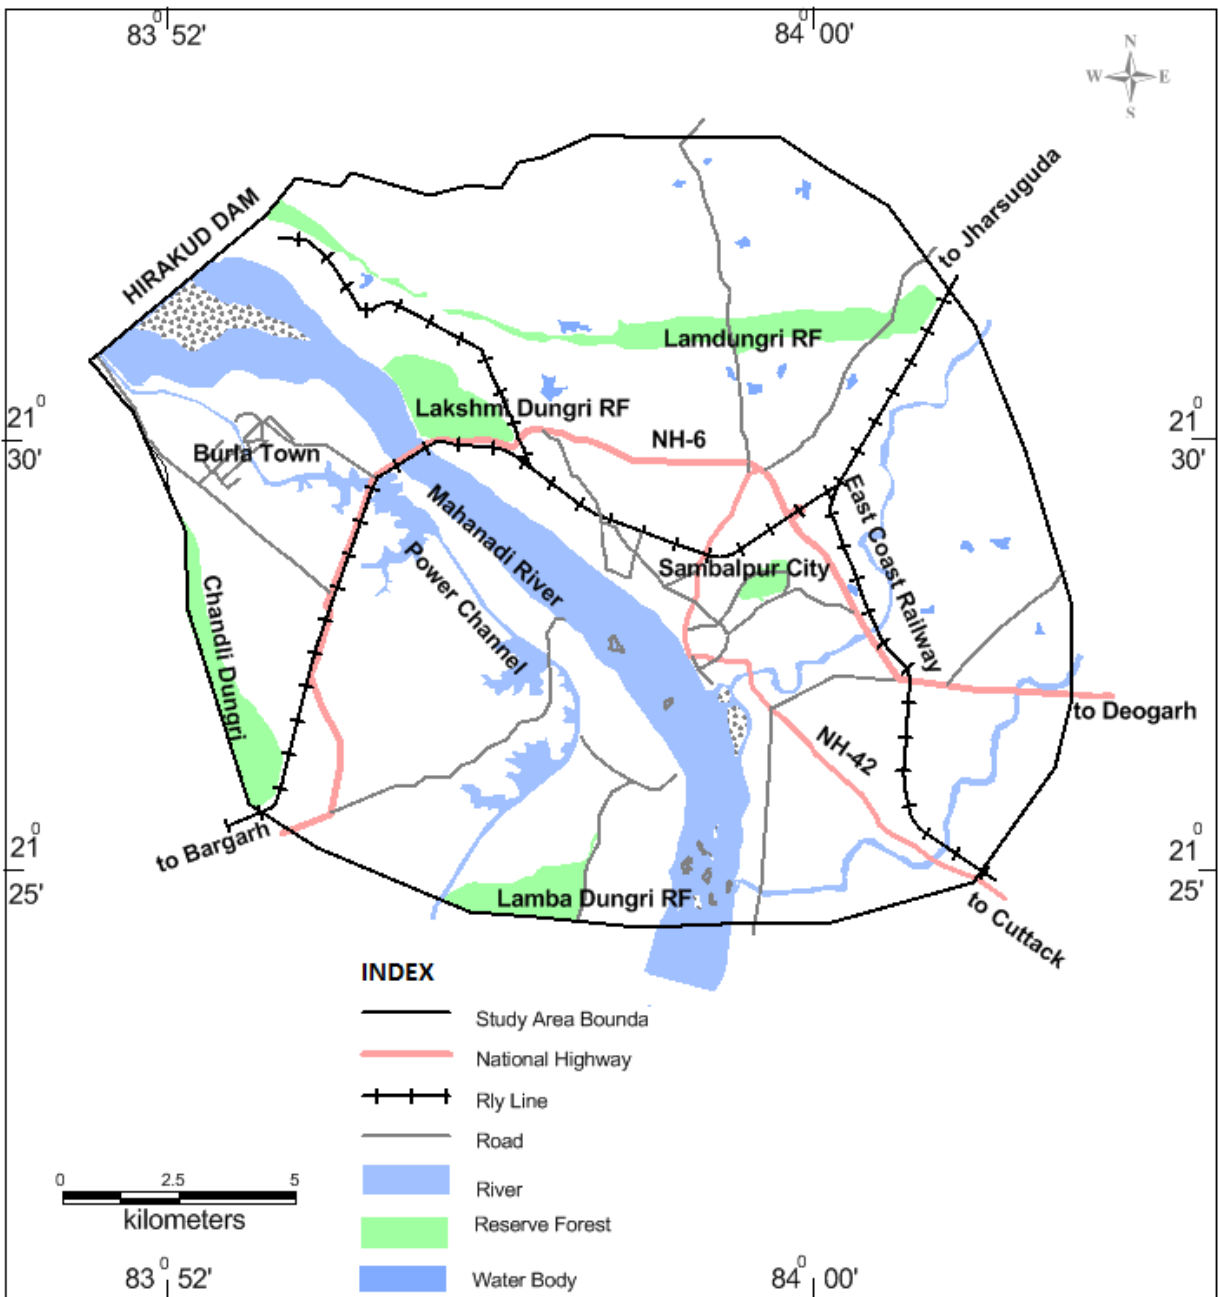 83° 52'
84° 00'
N
W E
S
to Jharsuguda
HIRAKUD DAM
Lamdungri RF
Lakshmi Dungri RF
21°
30'
21°
30'
NH-6
Burla Town
Mahanadi River
East Coast Railway
Power Channel
Sambalpur City
Chandli Dungri
to Deogarh
NH-42
to Bargarh
21°
25'
21°
25'
Lamba Dungri RF
to Cuttack
INDEX
Study Area Bounda
National Highway
Rly Line
Road
River
Reserve Forest
Water Body
0 2.5 5
kilometers
83° 52'
84° 00'